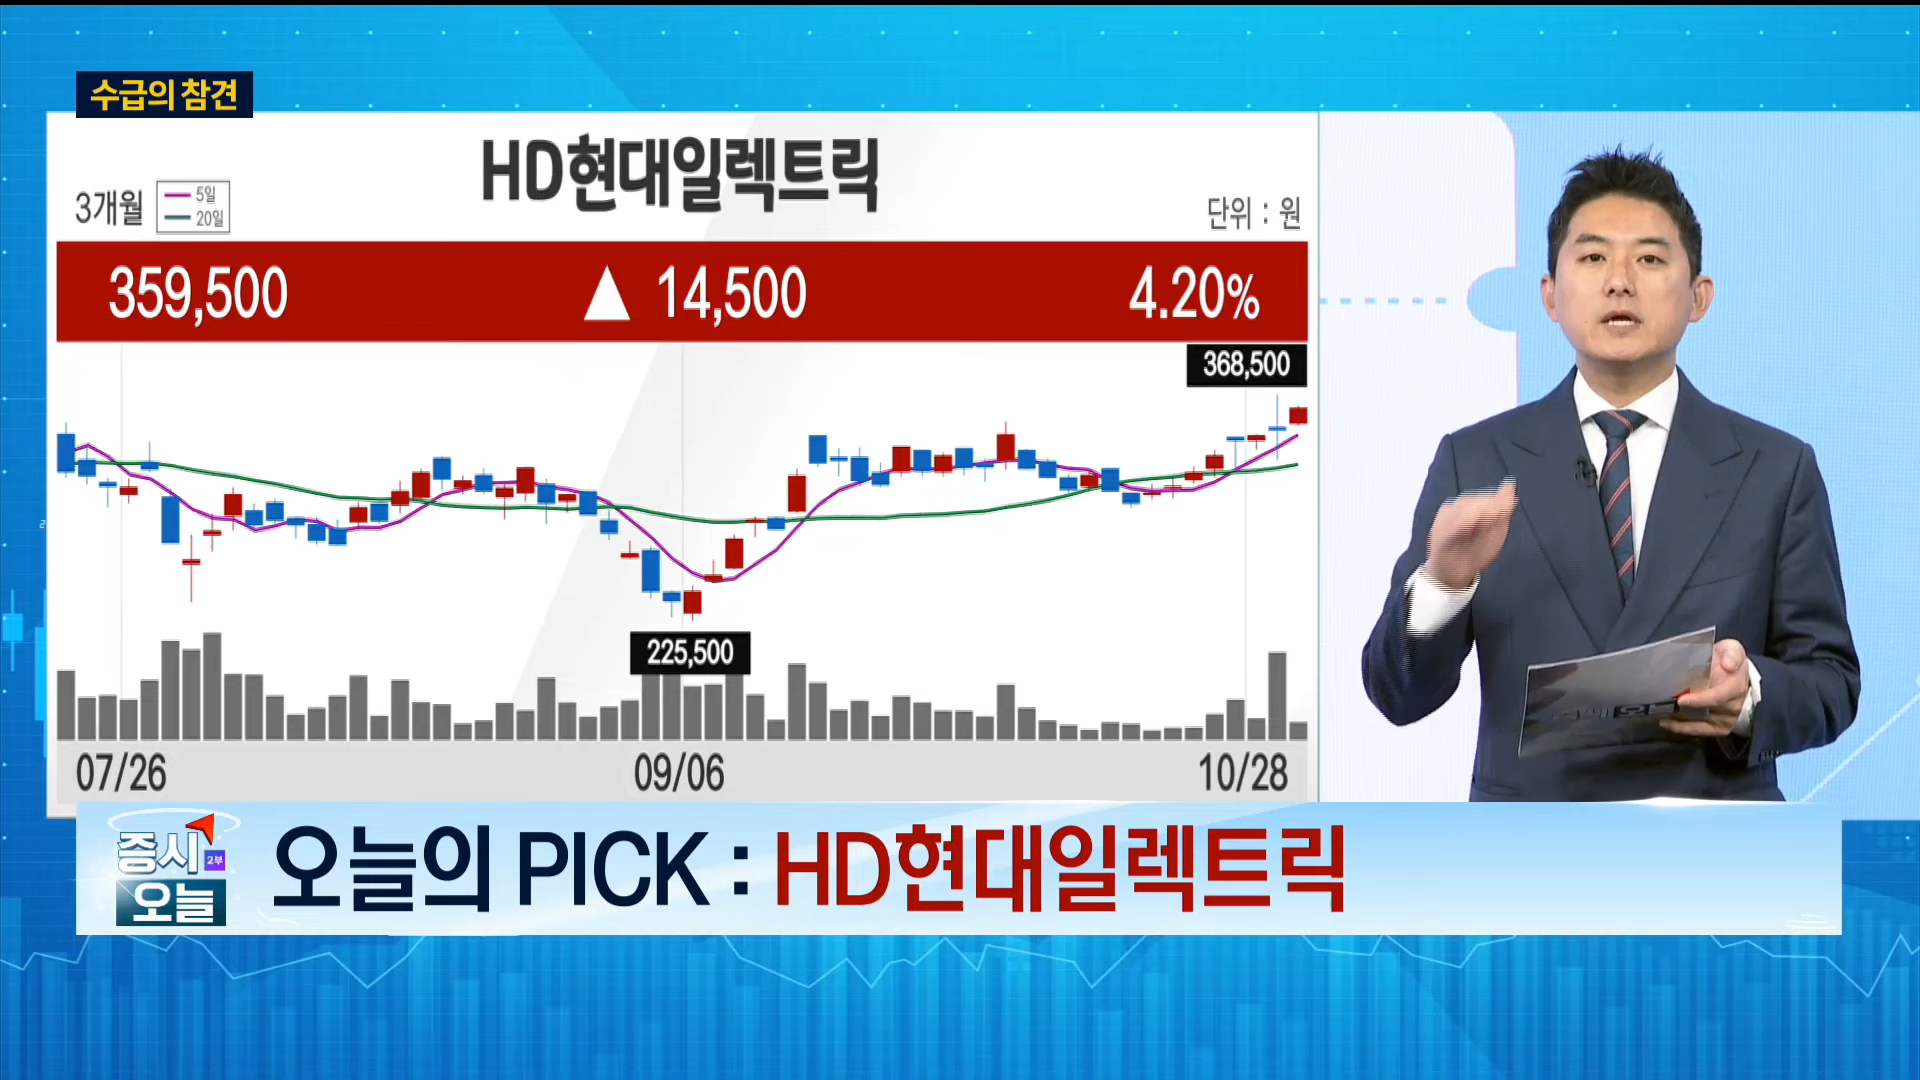 수급의 참견
HD현대일렉트릭
3개월
5일
20일
단위 : 원
359,500 ▲ 14,500 4.20%
368,500
225,500
07/26 09/06 10/28
증시 2부
오늘
오늘의 PICK : HD현대일렉트릭